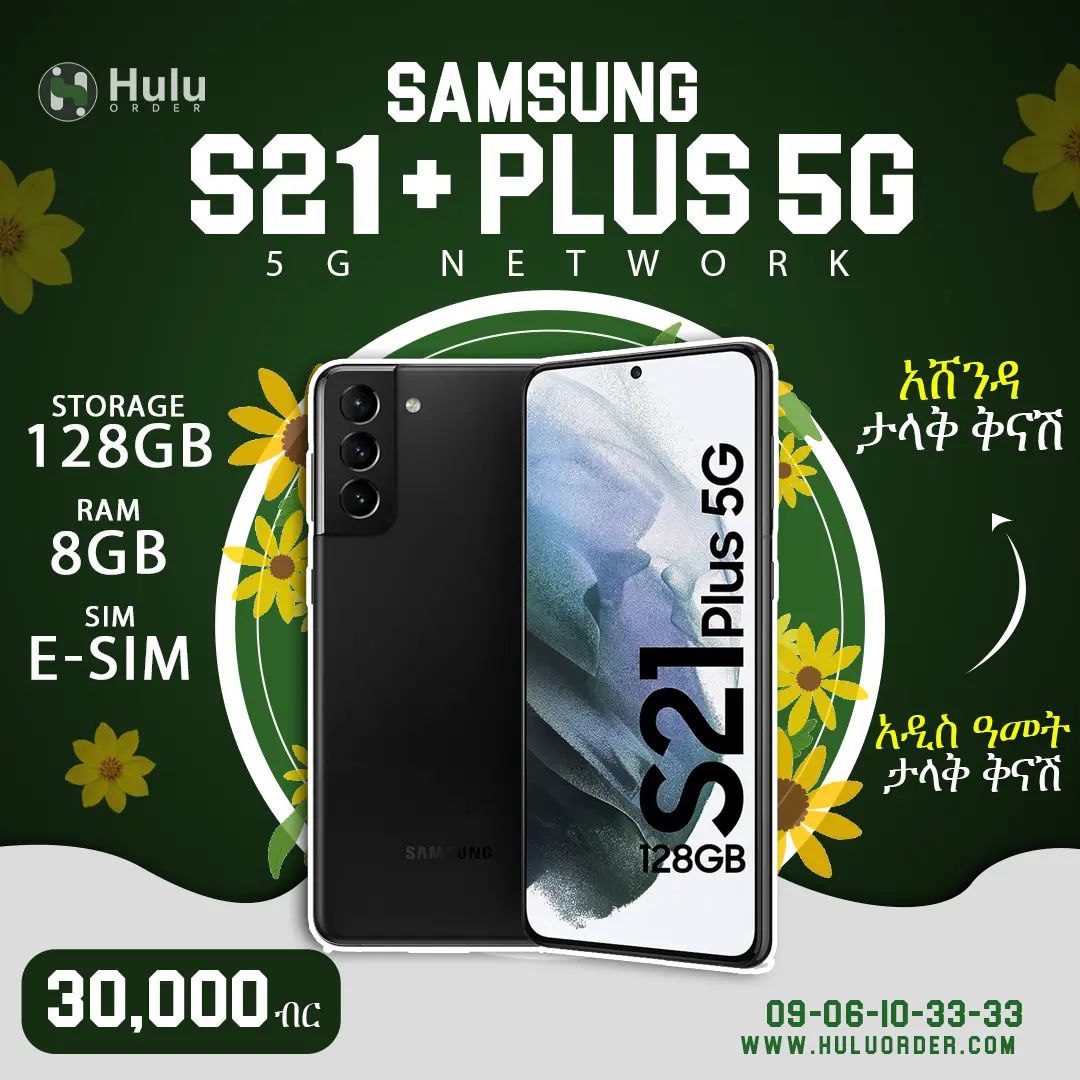 Hulu
ORDER
SAMSUNG
S21+ PLUS 5G
5G NETWORK
STORAGE
128GB
RAM
8GB
SIM
E-SIM
አሸንዳ
ታላቅ ቅናሽ
አዲስ ዓመት
ታላቅ ቅናሽ
S21 Plus 5G
128GB
SAMSUNG
30,000 ብር
09-06-10-33-33
WWW.HULUORDER.COM